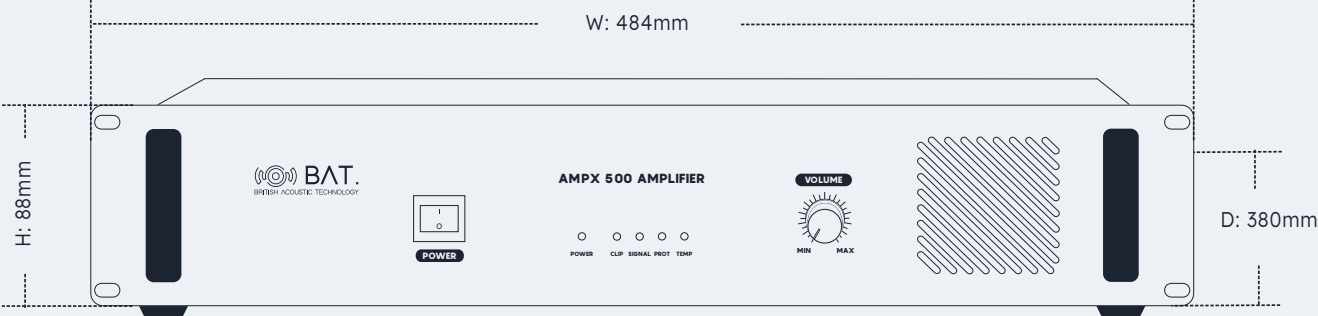 W: 484mm
H: 88mm
BAT.
BRITISH ACOUSTIC TECHNOLOGY
AMPX 500 AMPLIFIER
VOLUME
MIN MAX
POWER
POWER CLIP SIGNAL PROT TEMP
D: 380mm